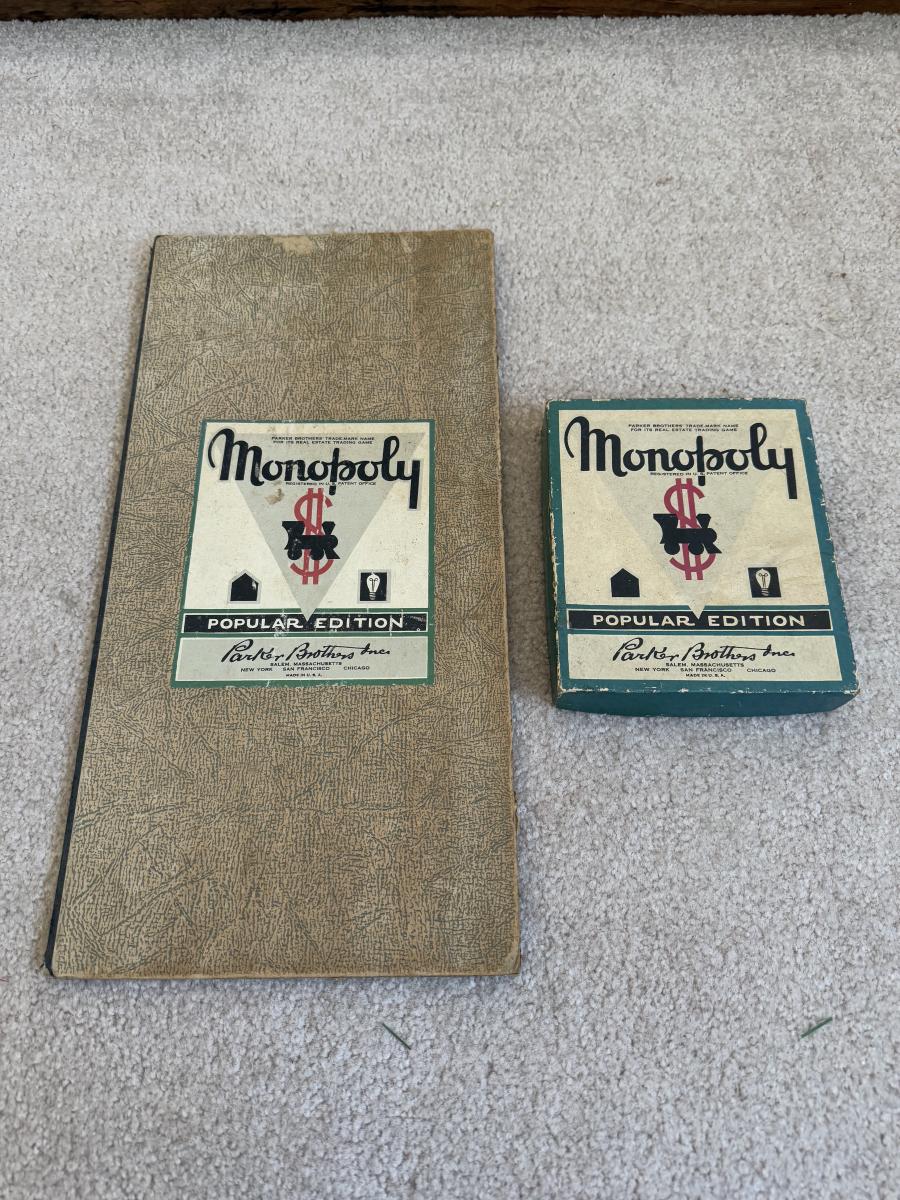 PARKER BROTHERS' TRADE-MARK NAME
FOR ITS REAL ESTATE TRADING GAME
Monopoly
REGISTERED IN U. S. PATENT OFFICE
POPULAR EDITION
Parker Brothers Inc.
SALEM, MASSACHUSETTS
NEW YORK SAN FRANCISCO CHICAGO
MADE IN U. S. A.
PARKER BROTHERS TRADE-MARK NAME
FOR ITS REAL ESTATE TRADING GAME
Monopoly
REGISTERED IN U. S. PATENT OFFICE
POPULAR EDITION
Parker Brothers Inc.
SALEM, MASSACHUSETTS
NEW YORK SAN FRANCISCO CHICAGO
MADE IN U. S. A.